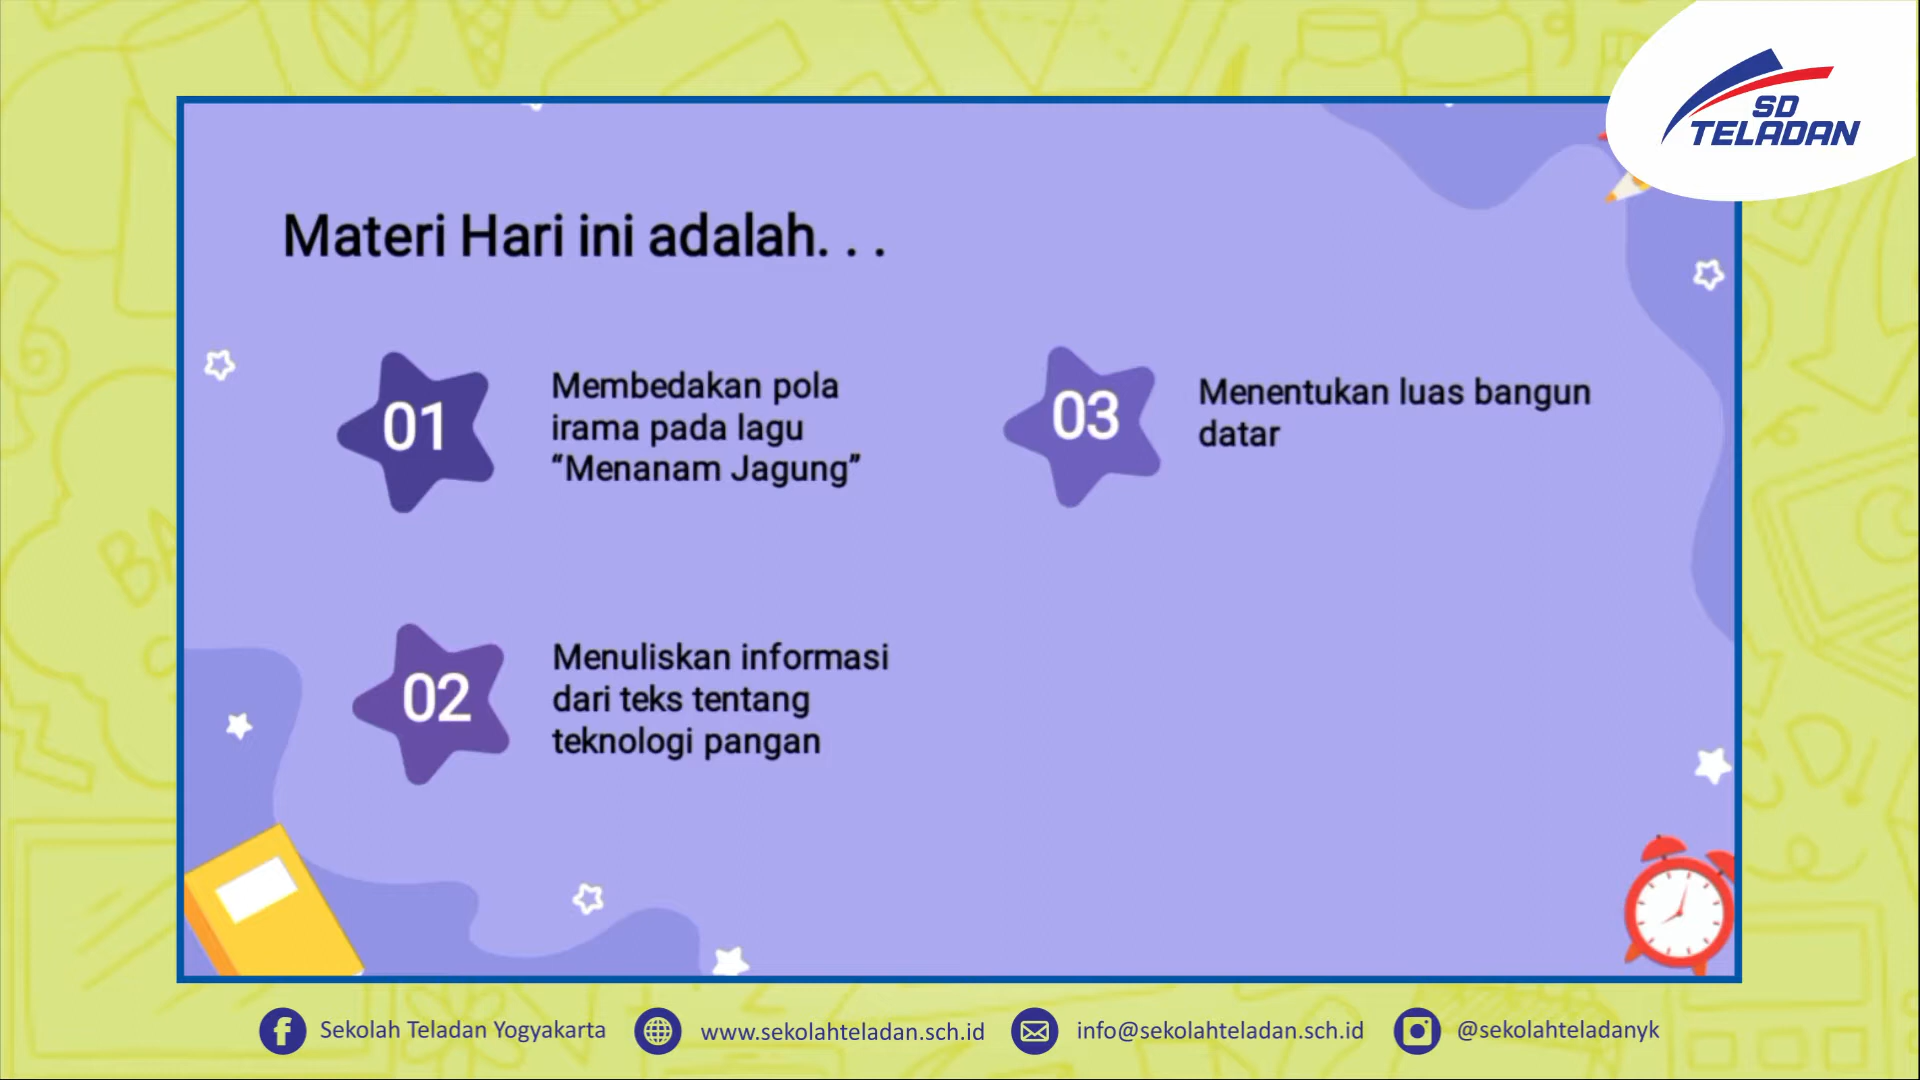 SD
TELADAN
Materi Hari ini adalah. . .
01
Membedakan pola
irama pada lagu
“Menanam Jagung”
02
Menuliskan informasi
dari teks tentang
teknologi pangan
03
Menentukan luas bangun
datar
Sekolah Teladan Yogyakarta
www.sekolahteladan.sch.id
info@sekolahteladan.sch.id
@sekolahteladanyk